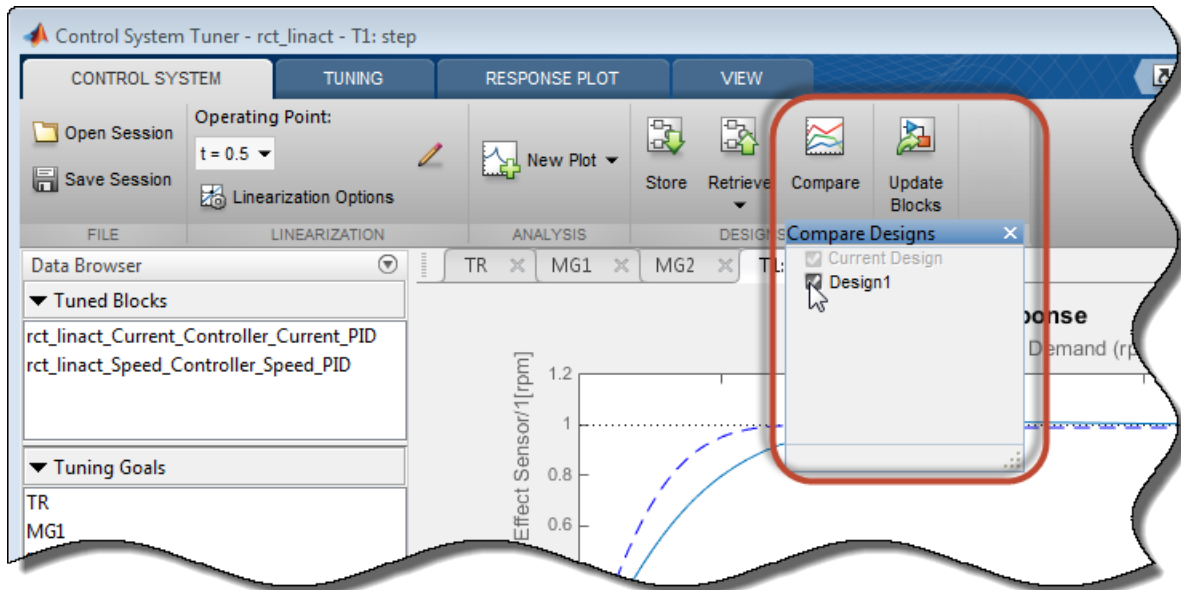 Control System Tuner - rct_linact - T1: step
CONTROL SYSTEM TUNING RESPONSE PLOT VIEW
Open Session
Save Session
Operating Point:
t = 0.5
Linearization Options
New Plot
Store Retrieve Compare Update Blocks
FILE LINEARIZATION ANALYSIS DESIGNS
Compare Designs
Current Design
Design1
Data Browser
TR MG1 MG2 T1:
Tuned Blocks
rct_linact_Current_Controller_Current_PID
rct_linact_Speed_Controller_Speed_PID
Tuning Goals
TR
MG1
ponse
Demand (rp
Effect Sensor/1[rpm]
1.2
1
0.8
0.6